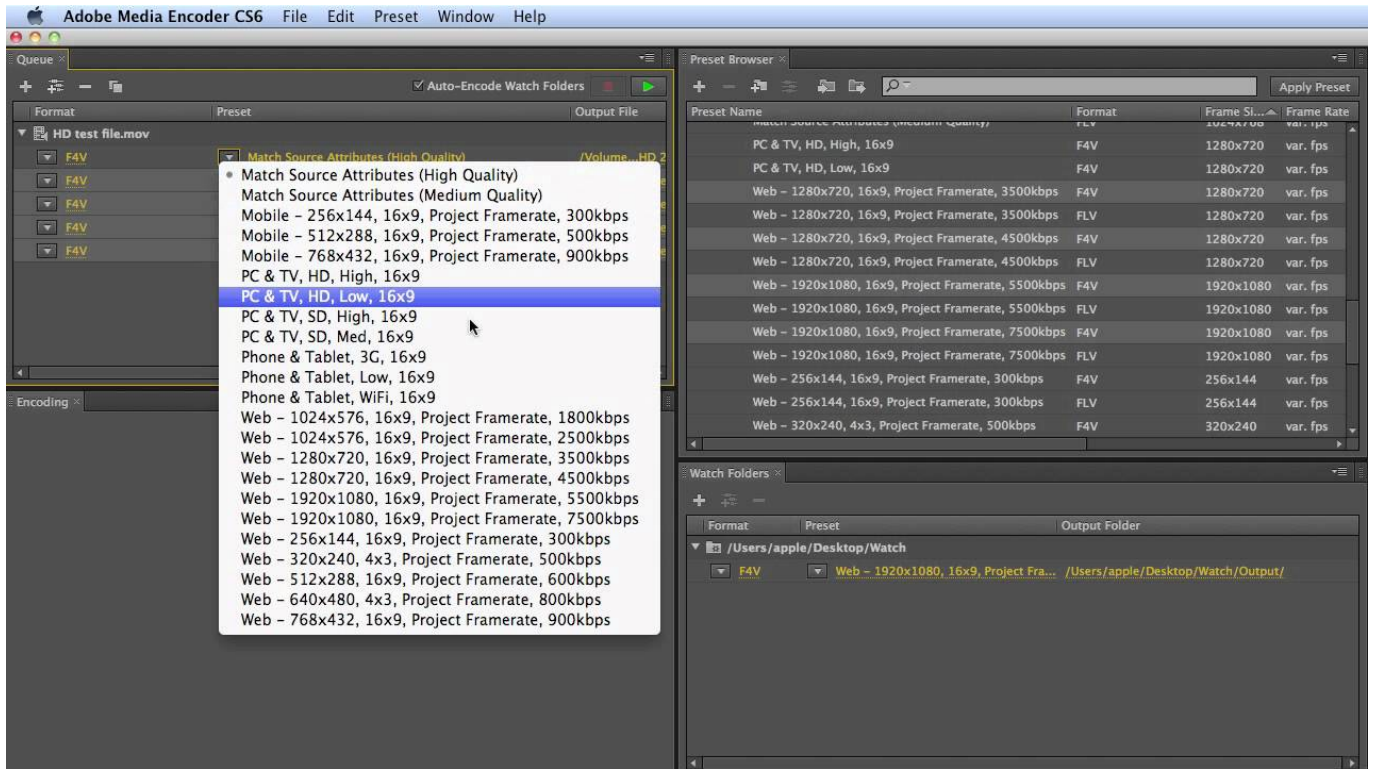 Adobe Media Encoder CS6 File Edit Preset Window Help
Queue
Auto-Encode Watch Folders
Format Preset Output File
HD test file.mov
F4V Match Source Attributes (High Quality) /Volume...HD 2
F4V
F4V
F4V
F4V
Match Source Attributes (High Quality)
Match Source Attributes (Medium Quality)
Mobile – 256x144, 16x9, Project Framerate, 300kbps
Mobile – 512x288, 16x9, Project Framerate, 500kbps
Mobile – 768x432, 16x9, Project Framerate, 900kbps
PC & TV, HD, High, 16x9
PC & TV, HD, Low, 16x9
PC & TV, SD, High, 16x9
PC & TV, SD, Med, 16x9
Phone & Tablet, 3G, 16x9
Phone & Tablet, Low, 16x9
Phone & Tablet, WiFi, 16x9
Web – 1024x576, 16x9, Project Framerate, 1800kbps
Web – 1024x576, 16x9, Project Framerate, 2500kbps
Web – 1280x720, 16x9, Project Framerate, 3500kbps
Web – 1280x720, 16x9, Project Framerate, 4500kbps
Web – 1920x1080, 16x9, Project Framerate, 5500kbps
Web – 1920x1080, 16x9, Project Framerate, 7500kbps
Web – 256x144, 16x9, Project Framerate, 300kbps
Web – 320x240, 4x3, Project Framerate, 500kbps
Web – 512x288, 16x9, Project Framerate, 600kbps
Web – 640x480, 4x3, Project Framerate, 800kbps
Web – 768x432, 16x9, Project Framerate, 900kbps
Encoding
Preset Browser
Apply Preset
Preset Name Format Frame Si... Frame Rate
Match Source Attributes (Medium Quality) FLV 1024x768 var. fps
PC & TV, HD, High, 16x9 F4V 1280x720 var. fps
PC & TV, HD, Low, 16x9 F4V 1280x720 var. fps
Web – 1280x720, 16x9, Project Framerate, 3500kbps F4V 1280x720 var. fps
Web – 1280x720, 16x9, Project Framerate, 3500kbps FLV 1280x720 var. fps
Web – 1280x720, 16x9, Project Framerate, 4500kbps F4V 1280x720 var. fps
Web – 1280x720, 16x9, Project Framerate, 4500kbps FLV 1280x720 var. fps
Web – 1920x1080, 16x9, Project Framerate, 5500kbps F4V 1920x1080 var. fps
Web – 1920x1080, 16x9, Project Framerate, 5500kbps FLV 1920x1080 var. fps
Web – 1920x1080, 16x9, Project Framerate, 7500kbps F4V 1920x1080 var. fps
Web – 1920x1080, 16x9, Project Framerate, 7500kbps FLV 1920x1080 var. fps
Web – 256x144, 16x9, Project Framerate, 300kbps F4V 256x144 var. fps
Web – 256x144, 16x9, Project Framerate, 300kbps FLV 256x144 var. fps
Web – 320x240, 4x3, Project Framerate, 500kbps F4V 320x240 var. fps
Watch Folders
Format Preset Output Folder
/Users/apple/Desktop/Watch
F4V Web – 1920x1080, 16x9, Project Fra... /Users/apple/Desktop/Watch/Output/